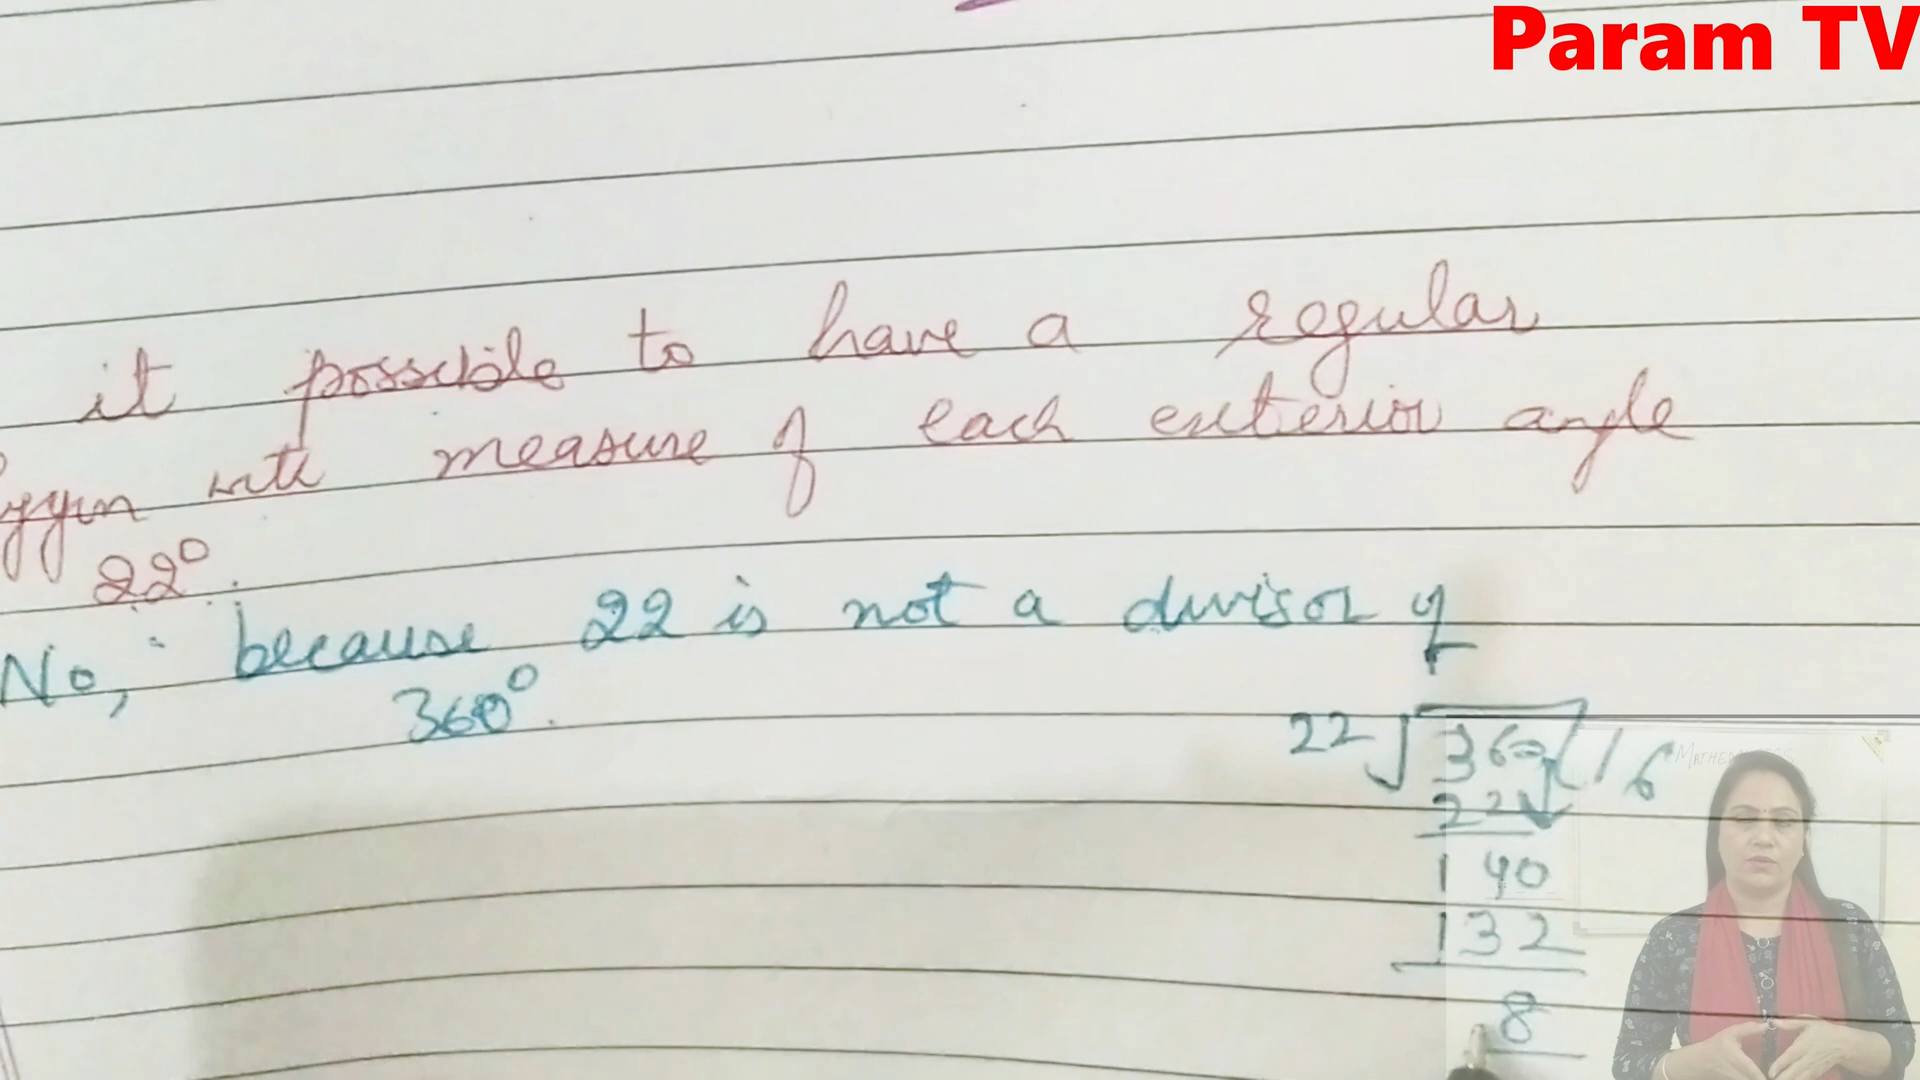 Param TV
it possible to have a regular
with measure of each exterior angle
22°.
No, because 22 is not a divisor of
360°.
22 360 16
22
140
132
8
MATHEMATICS